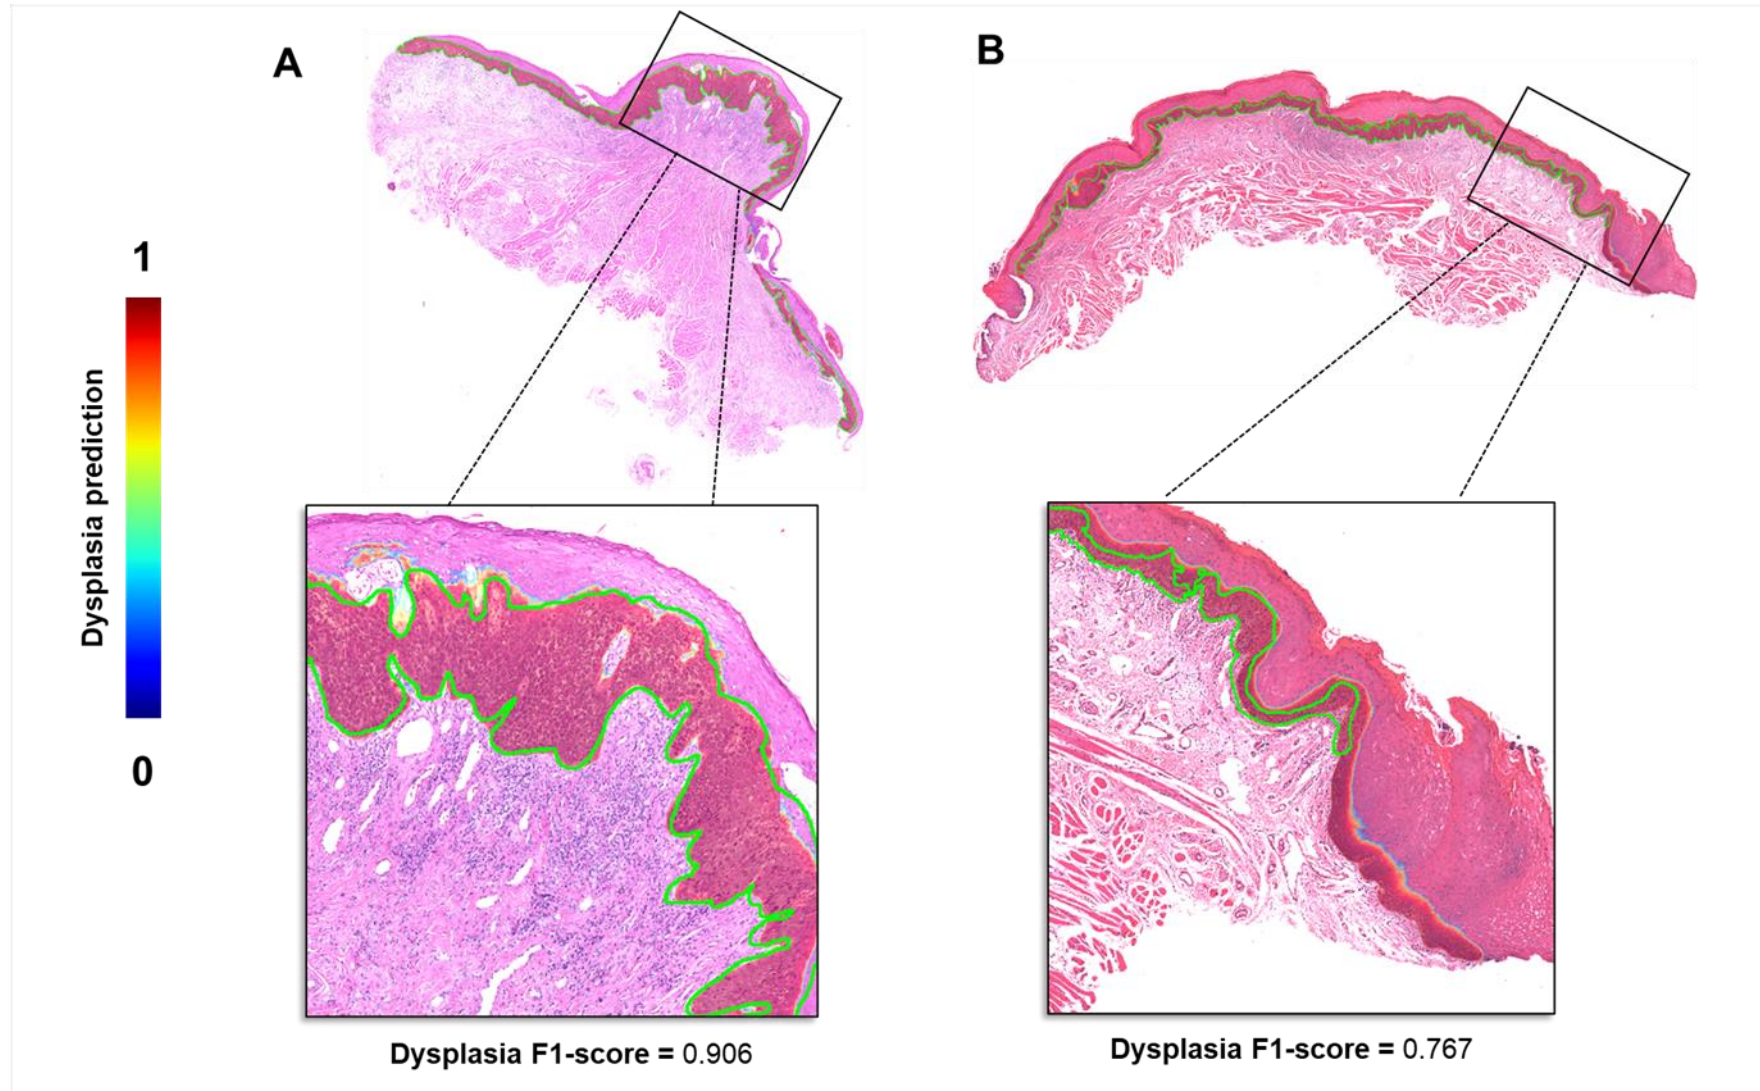 A
B
1
Dysplasia prediction
0
Dysplasia F1-score = 0.906
Dysplasia F1-score = 0.767